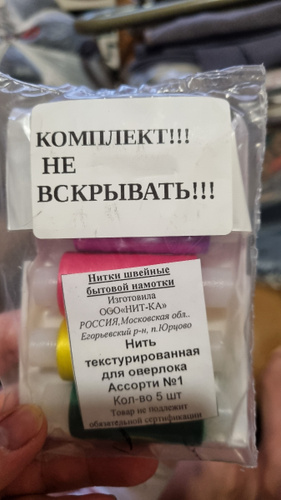 КОМПЛЕКТ!!!
НЕ
ВСКРЫВАТЬ!!!
Нитки швейные
бытовой намотки
Изготовила
ООО«НИТ-КА»
РОССИЯ,Московская обл..
Егорьевский р-н, п.Юрцово
Нить
текстурированная
для оверлока
Ассорти №1
Кол-во 5 шт
Товар не подлежит
обязательной сертификации